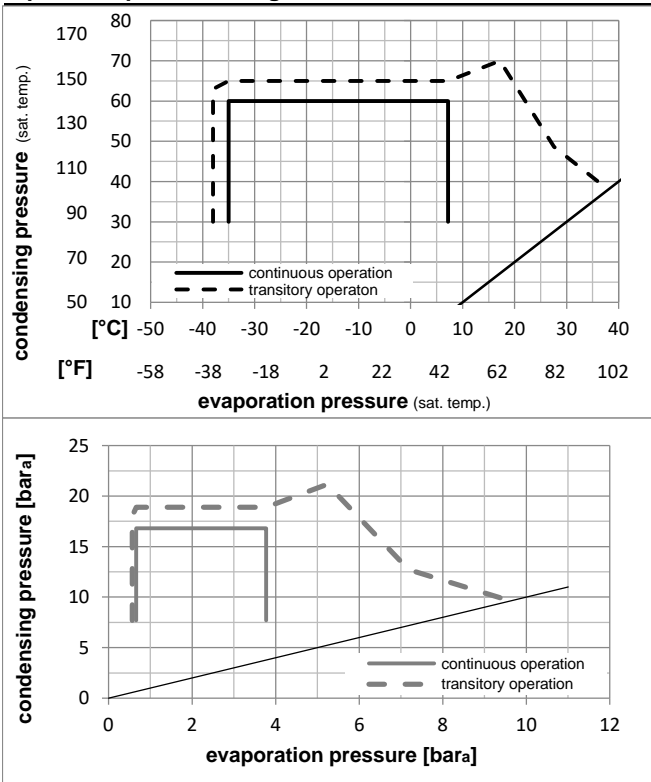 condensing pressure (sat. temp.)
170 80
150 70
60
130 50
110 40
90 30
70 20
50 10
continuous operation
transitory operaton
[°C] -50 -40 -30 -20 -10 0 10 20 30 40
[°F] -58 -38 -18 2 22 42 62 82 102
evaporation pressure (sat. temp.)
condensing pressure [bara]
25
20
15
10
5
0
continuous operation
transitory operation
0 2 4 6 8 10 12
evaporation pressure [bara]